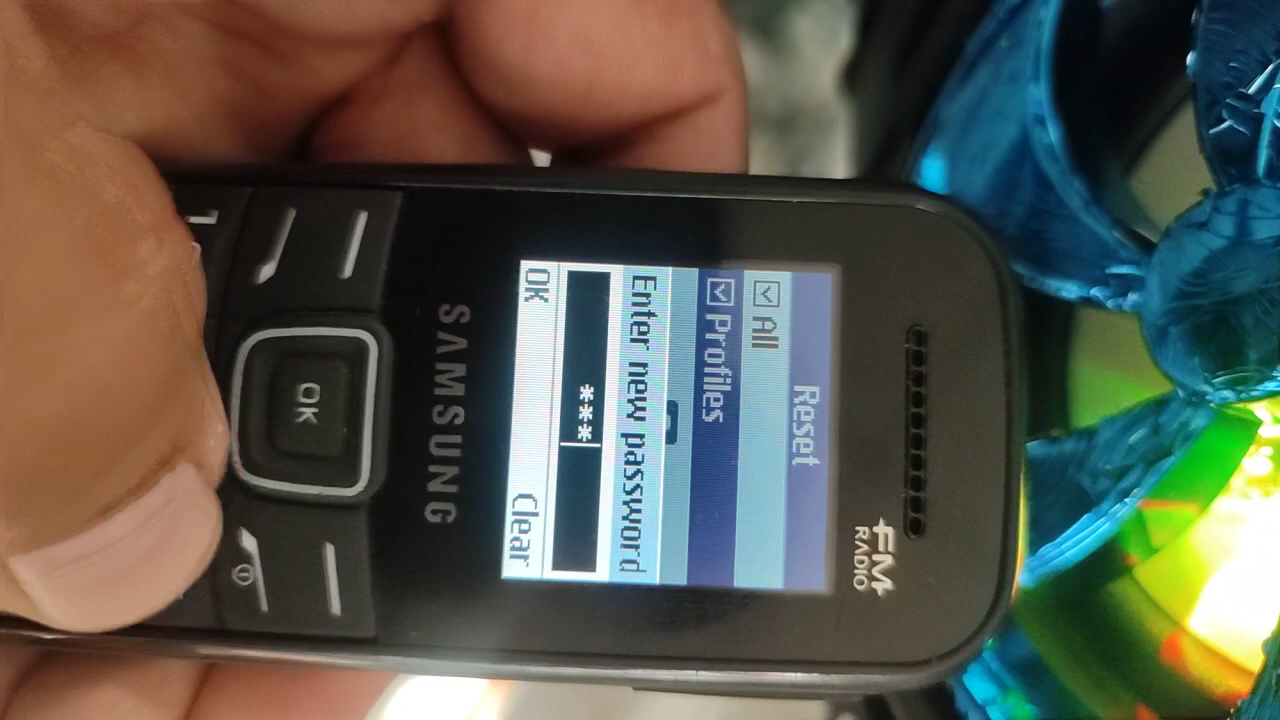 FM
RADIO
Reset
All
Profiles
Enter new password
***
OK Clear
SAMSUNG
OK